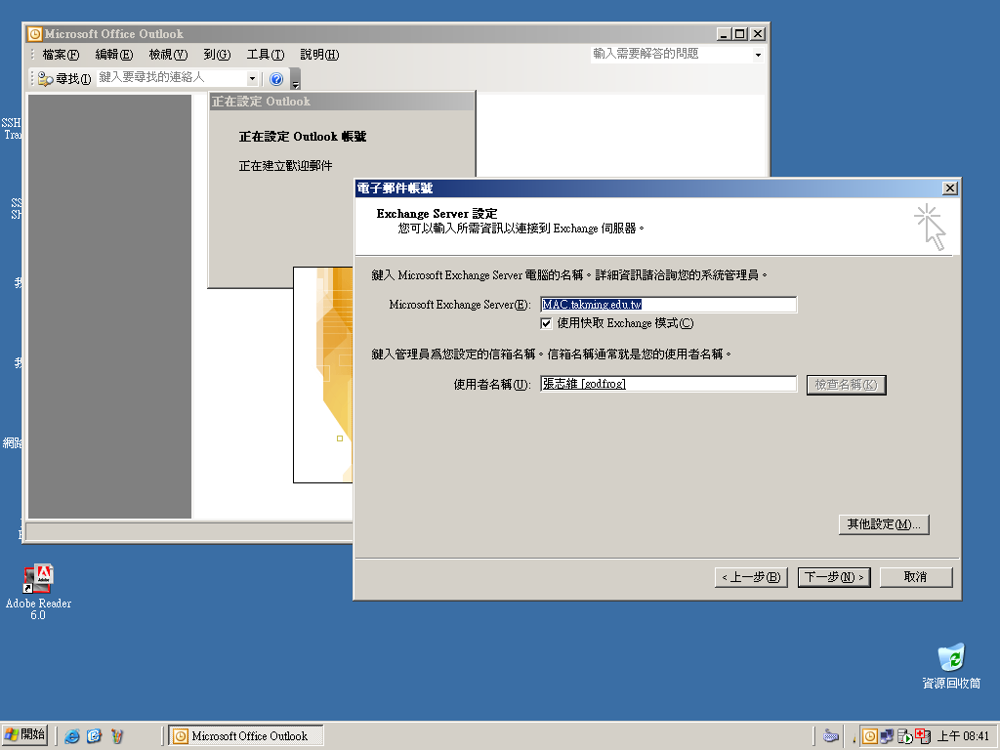 Microsoft Office Outlook
檔案(F) 編輯(E) 檢視(V) 到(G) 工具(T) 說明(H) 輸入需要解答的問題
尋找(I) 鍵入要尋找的連絡人
正在設定 Outlook
正在設定 Outlook 帳號
正在建立歡迎郵件
電子郵件帳號
Exchange Server 設定
您可以輸入所需資訊以連接到 Exchange 伺服器。
鍵入 Microsoft Exchange Server 電腦的名稱。詳細資訊請洽詢您的系統管理員。
Microsoft Exchange Server(E): MAC.takming.edu.tw
使用快取 Exchange 模式(C)
鍵入管理員為您設定的信箱名稱。信箱名稱通常就是您的使用者名稱。
使用者名稱(U): 張志維 [godfrog] 檢查名稱(K)
其他設定(M)...
< 上一步(B) 下一步(N) > 取消
SSH
Tra
SS
SH
我
我
網路
Adobe Reader
6.0
資源回收筒
開始 Microsoft Office Outlook 上午 08:41